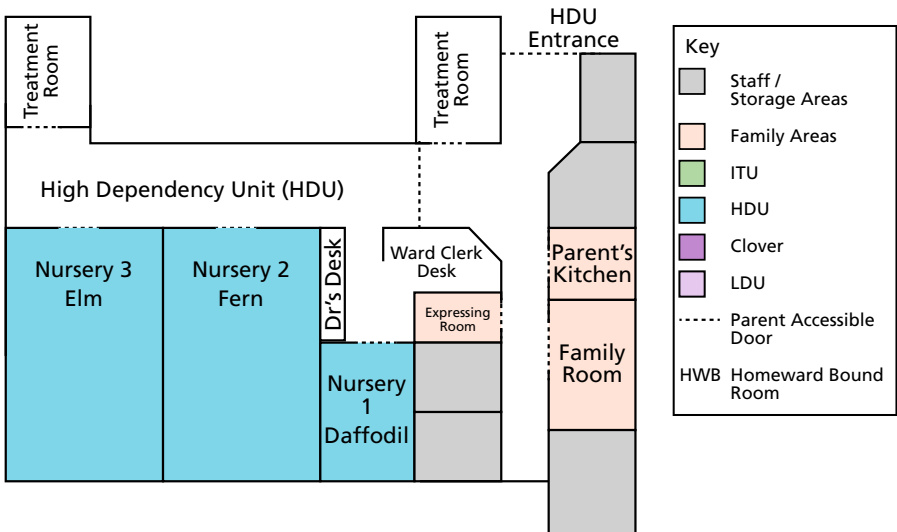 HDU
Entrance
Treatment
Room
Treatment
Room
High Dependency Unit (HDU)
Nursery 3
Elm
Nursery 2
Fern
Dr's Desk
Ward Clerk
Desk
Expressing
Room
Nursery
1
Daffodil
Parent's
Kitchen
Family
Room
Key
Staff /
Storage Areas
Family Areas
ITU
HDU
Clover
LDU
Parent Accessible
Door
HWB Homeward Bound
Room